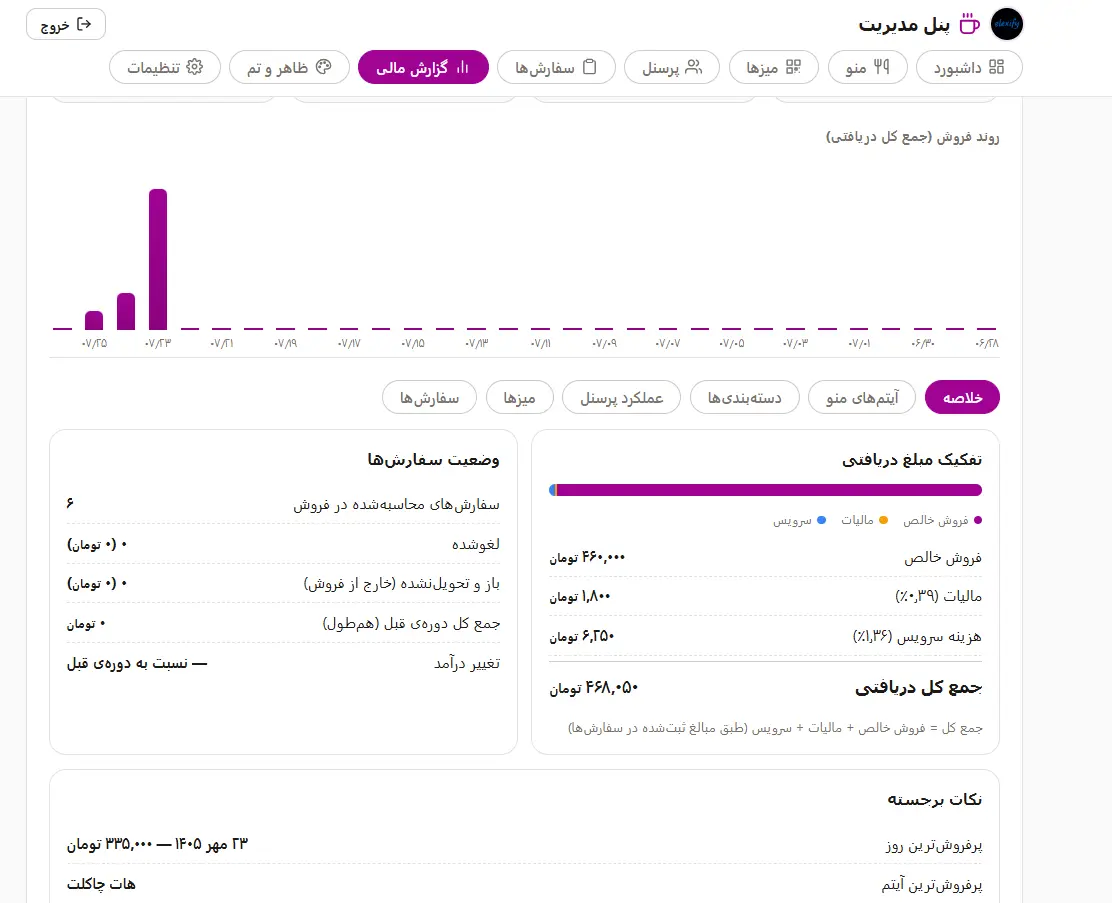 elexify
پنل مدیریت
خروج
داشبورد
منو
میزها
پرسنل
سفارش‌ها
گزارش مالی
ظاهر و تم
تنظیمات
روند فروش (جمع کل دریافتی)
۰۶/۲۸ ۰۶/۳۰ ۰۷/۰۱ ۰۷/۰۳ ۰۷/۰۵ ۰۷/۰۷ ۰۷/۰۹ ۰۷/۱۱ ۰۷/۱۳ ۰۷/۱۵ ۰۷/۱۷ ۰۷/۱۹ ۰۷/۲۱ ۰۷/۲۳ ۰۷/۲۵
خلاصه
آیتم‌های منو
دسته‌بندی‌ها
عملکرد پرسنل
میزها
سفارش‌ها
تفکیک مبلغ دریافتی
فروش خالص
مالیات
سرویس
فروش خالص ۴۶۰,۰۰۰ تومان
مالیات (۰,۳۹٪) ۱,۸۰۰ تومان
هزینه سرویس (۱,۳۶٪) ۶,۲۵۰ تومان
جمع کل دریافتی ۴۶۸,۰۵۰ تومان
جمع کل = فروش خالص + مالیات + سرویس (طبق مبالغ ثبت‌شده در سفارش‌ها)
وضعیت سفارش‌ها
سفارش‌های محاسبه‌شده در فروش ۶
لغوشده ۰ (۰ تومان)
باز و تحویل‌نشده (خارج از فروش) ۰ (۰ تومان)
جمع کل دوره‌ی قبل (هم‌طول) ۰ تومان
تغییر درآمد — نسبت به دوره‌ی قبل
نکات برجسته
پرفروش‌ترین روز ۲۳ مهر ۱۴۰۵ — ۳۳۵,۰۰۰ تومان
پرفروش‌ترین آیتم هات چاکلت